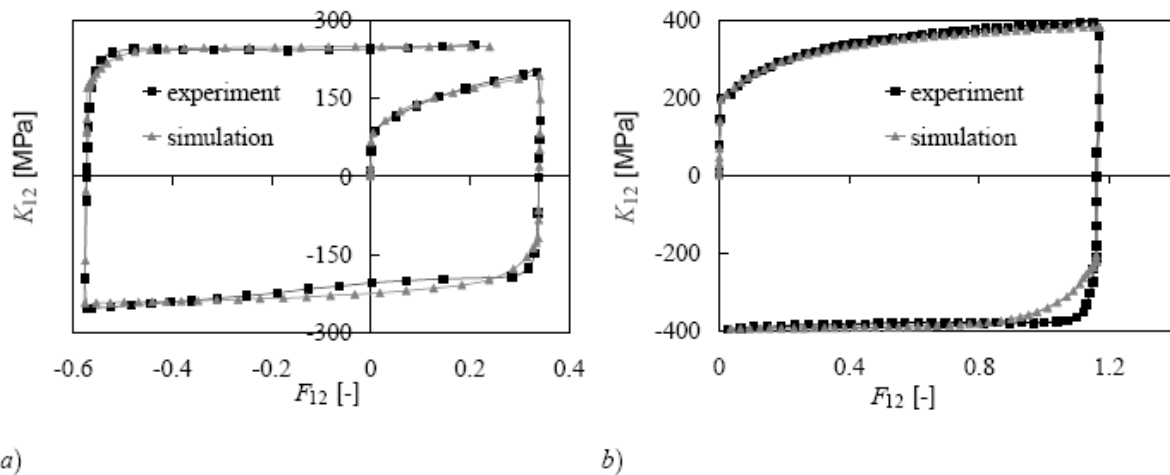 300
150
0
-150
-300
K12 [MPa]
experiment
simulation
-0.6
-0.4
-0.2
0
0.2
0.4
F12 [-]
a)
400
200
0
-200
-400
K12 [MPa]
experiment
simulation
0
0.4
0.8
1.2
F12 [-]
b)